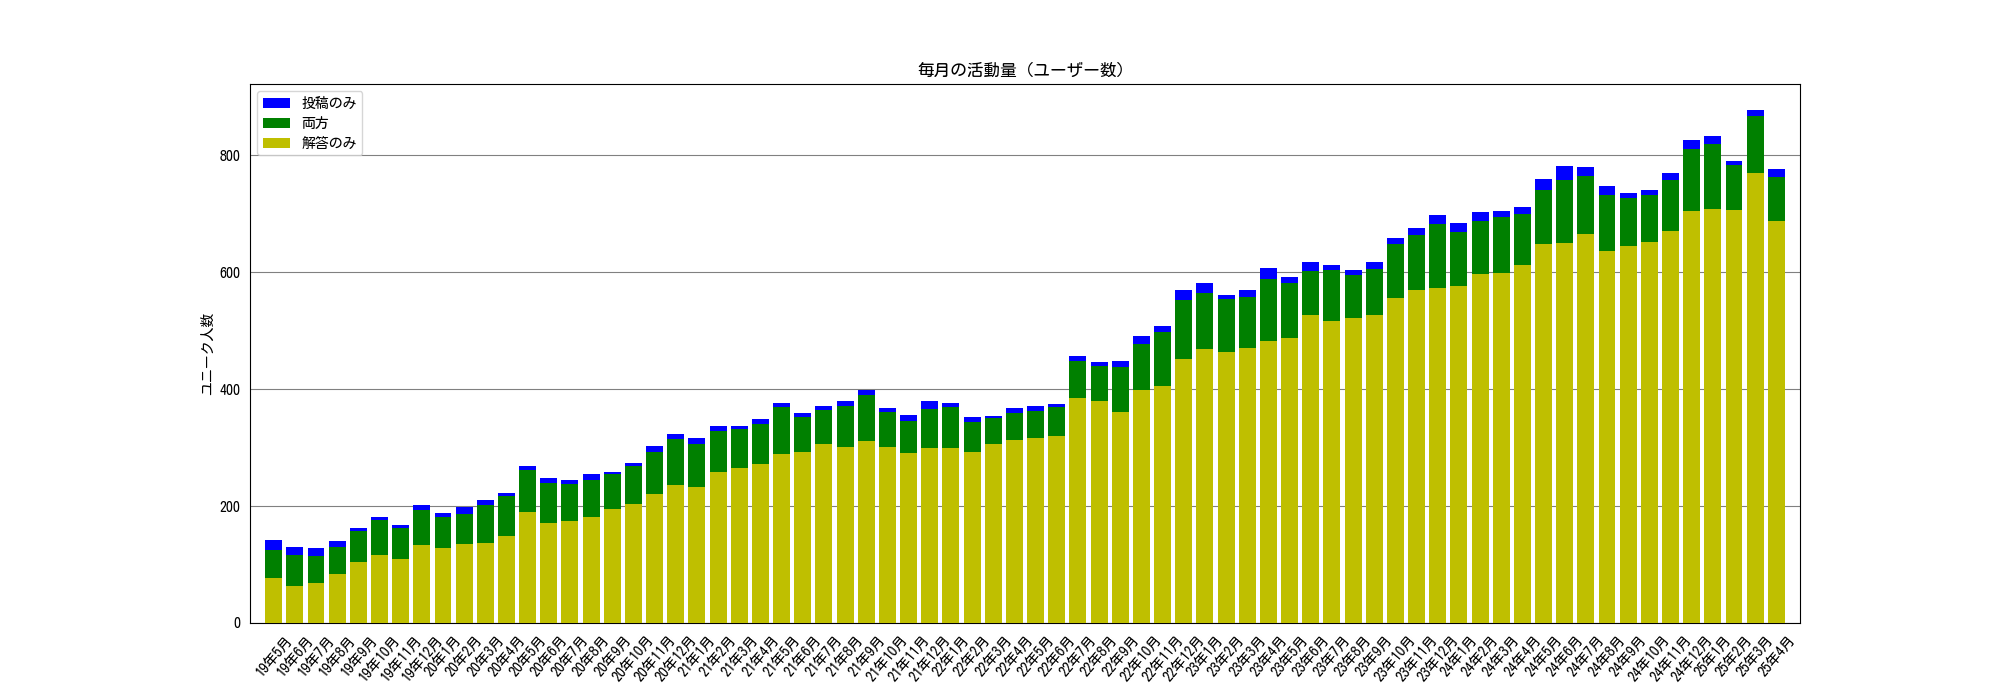 毎月の活動量（ユーザー数）
投稿のみ
両方
解答のみ
ユニーク人数
800
600
400
200
0
19年5月
19年6月
19年7月
19年8月
19年9月
19年10月
19年11月
19年12月
20年1月
20年2月
20年3月
20年4月
20年5月
20年6月
20年7月
20年8月
20年9月
20年10月
20年11月
20年12月
21年1月
21年2月
21年3月
21年4月
21年5月
21年6月
21年7月
21年8月
21年9月
21年10月
21年11月
21年12月
22年1月
22年2月
22年3月
22年4月
22年5月
22年6月
22年7月
22年8月
22年9月
22年10月
22年11月
22年12月
23年1月
23年2月
23年3月
23年4月
23年5月
23年6月
23年7月
23年8月
23年9月
23年10月
23年11月
23年12月
24年1月
24年2月
24年3月
24年4月
24年5月
24年6月
24年7月
24年8月
24年9月
24年10月
24年11月
24年12月
25年1月
25年2月
25年3月
25年4月